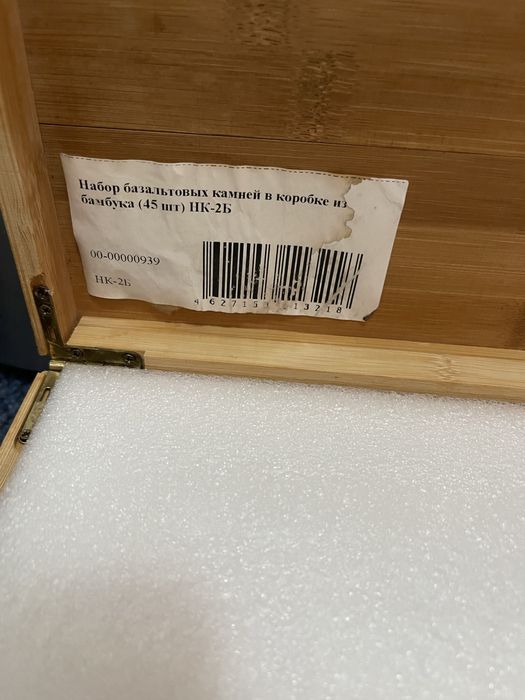 Набор базальтовых камней в коробке из
бамбука (45 шт) НК-2Б
00-00000939
НК-2Б